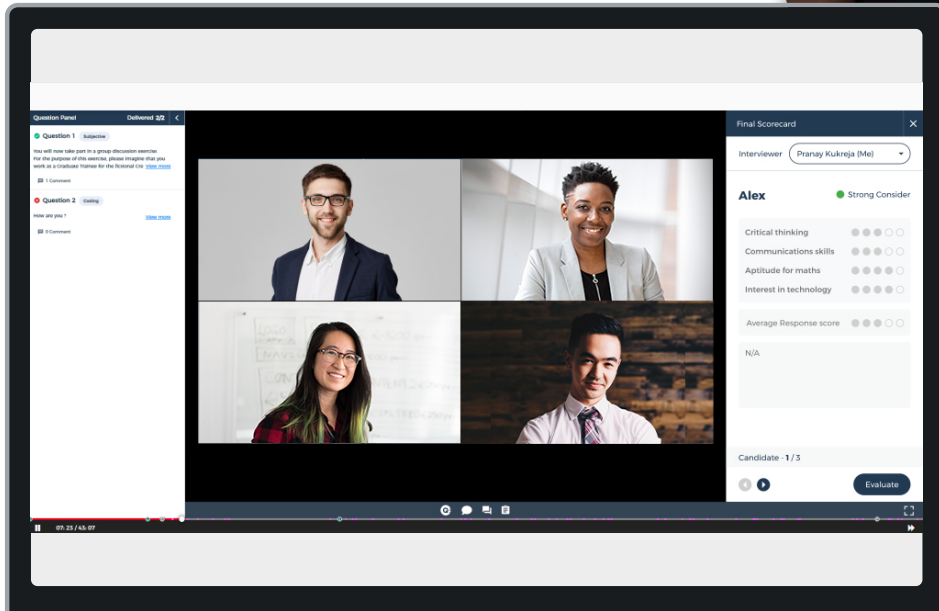 Question Panel Delivered 2/2
Question 1 Subjective
You will now take part in a group discussion exercise.
For the purpose of this exercise, please imagine that you
work as a Graduate Trainee for the fictional Cre View more
1 Comment
Question 2 Coding
How are you ?
View more
0 Comment
LOGO
Final Scorecard
Interviewer Pranay Kukreja (Me)
Alex Strong Consider
Critical thinking
Communications skills
Aptitude for maths
Interest in technology
Average Response score
N/A
Candidate - 1 / 3
Evaluate
07: 23 / 43: 07